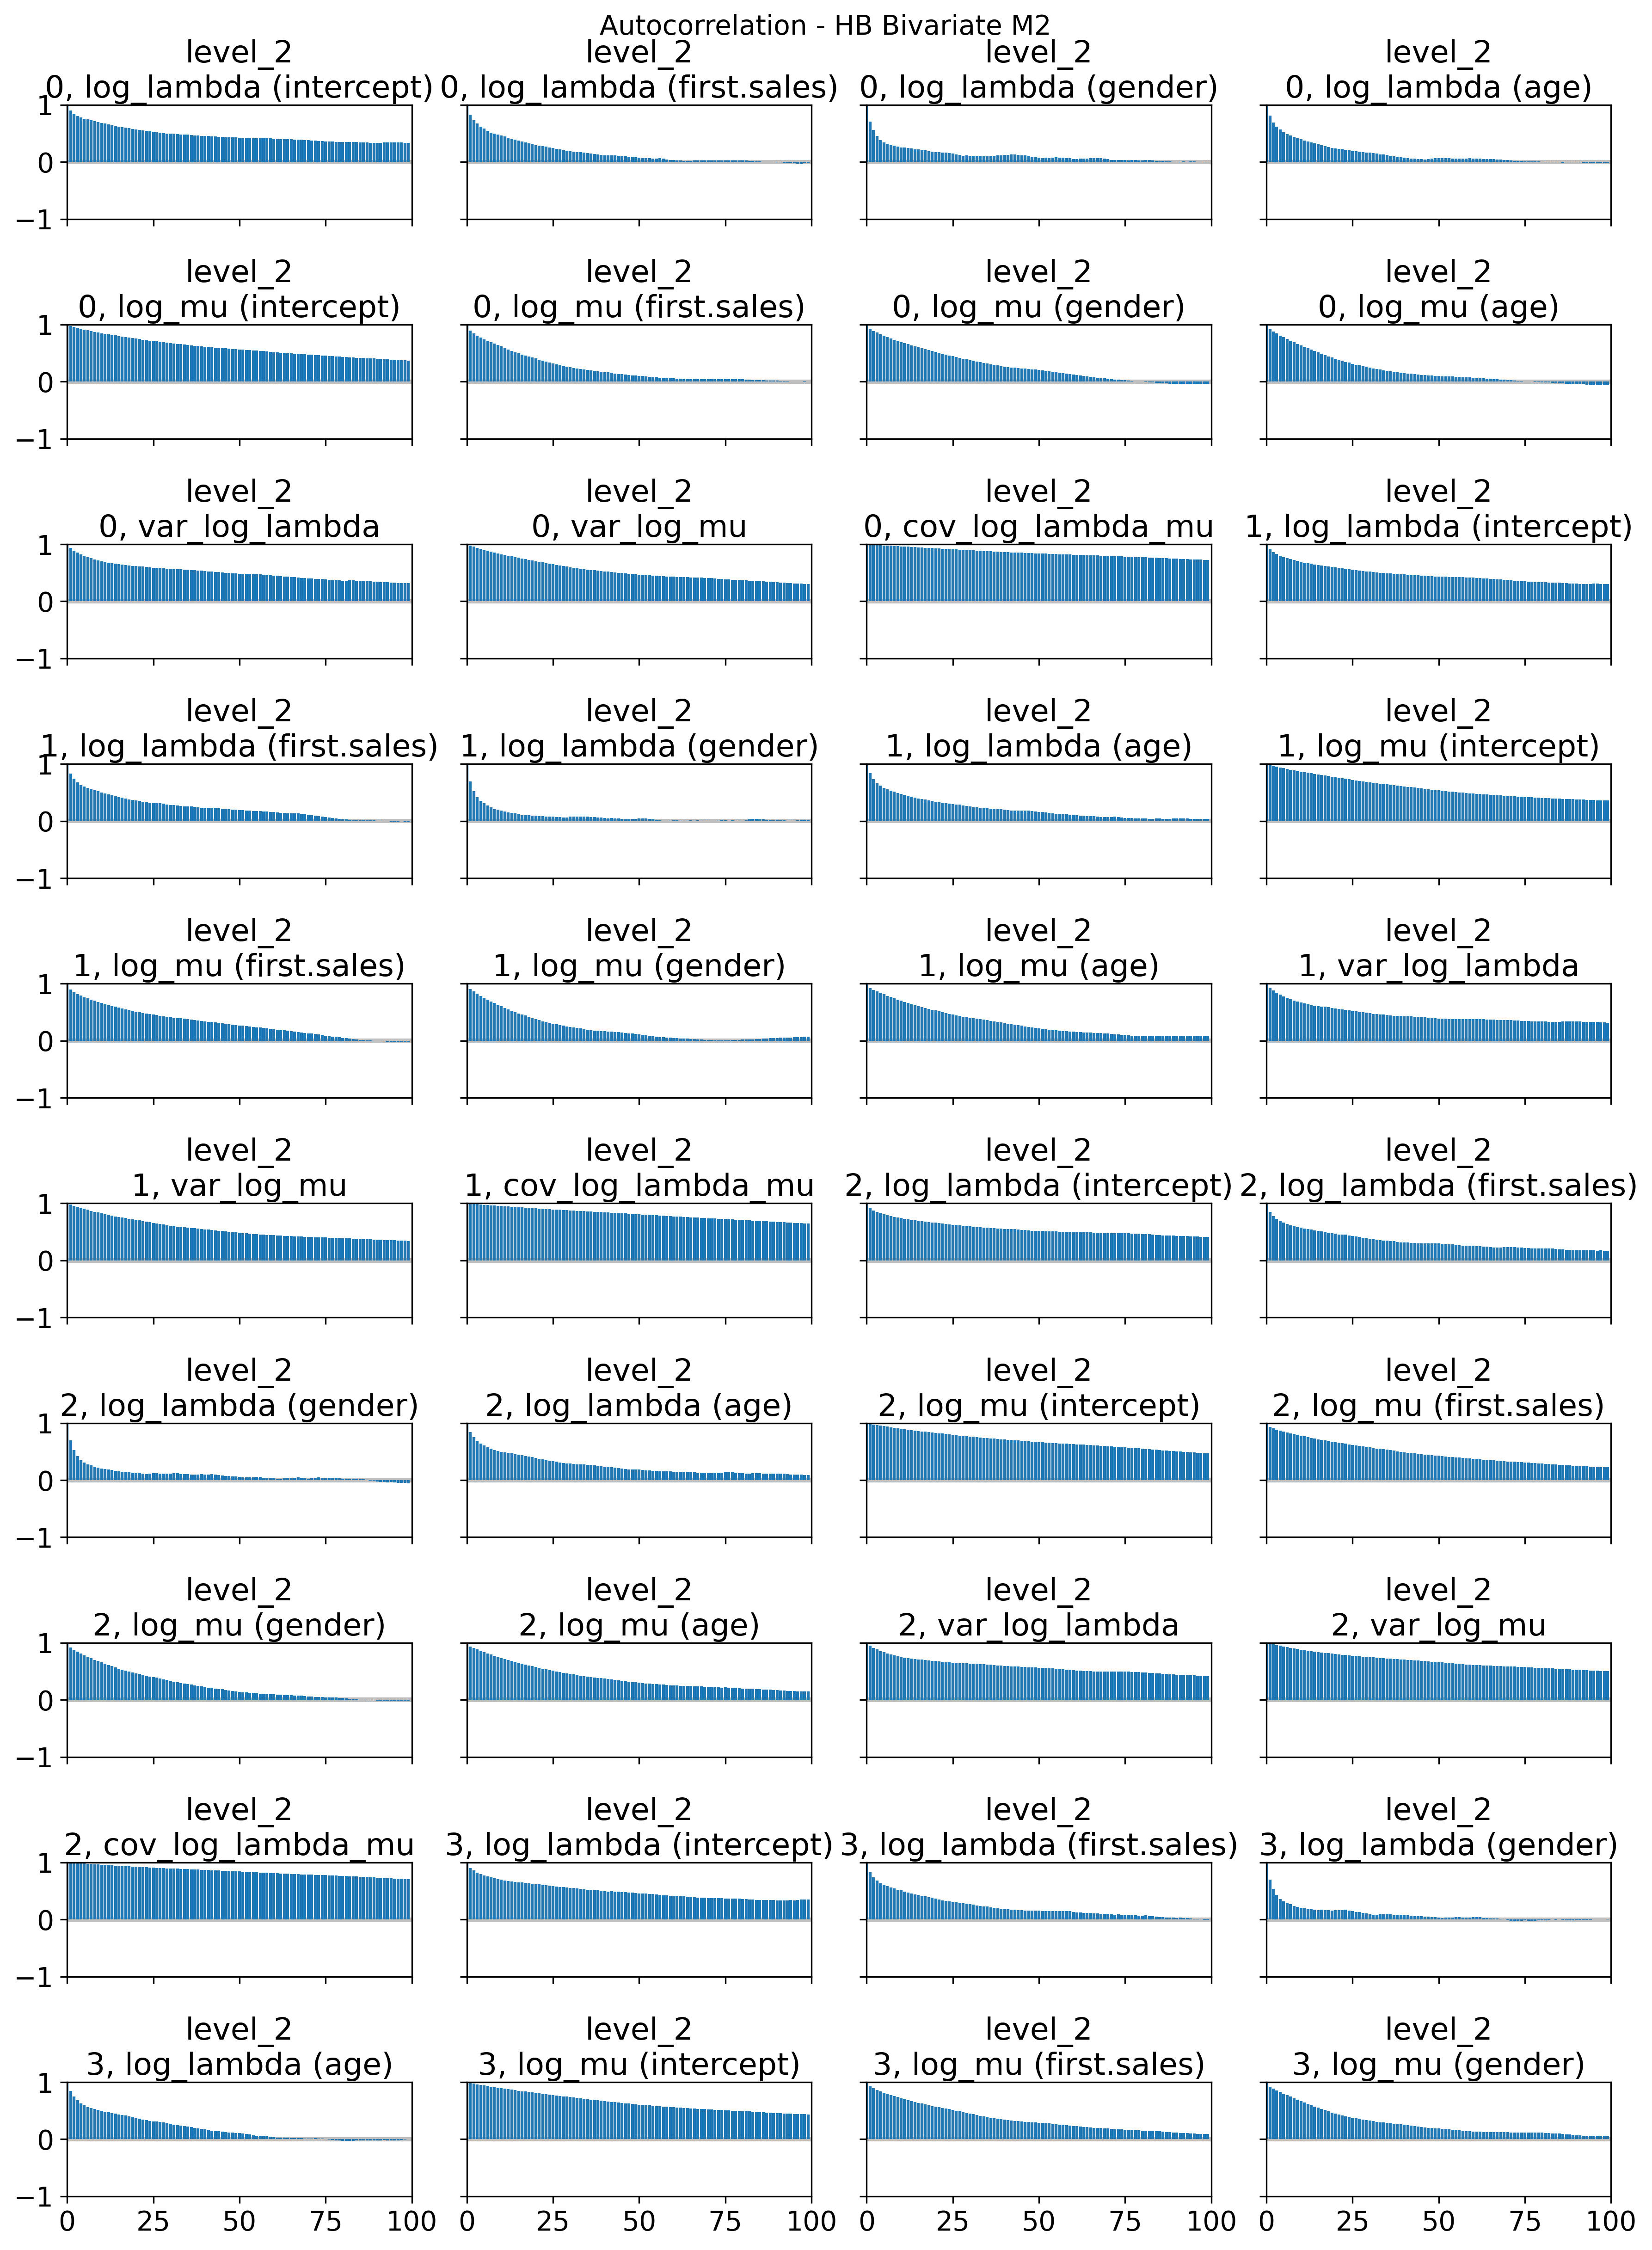 Autocorrelation - HB Bivariate M2
level_2 level_2 level_2 level_2
0, log_lambda (intercept) 0, log_lambda (first.sales) 0, log_lambda (gender) 0, log_lambda (age)
1
0
−1
level_2 level_2 level_2 level_2
0, log_mu (intercept) 0, log_mu (first.sales) 0, log_mu (gender) 0, log_mu (age)
1
0
−1
level_2 level_2 level_2 level_2
0, var_log_lambda 0, var_log_mu 0, cov_log_lambda_mu 1, log_lambda (intercept)
1
0
−1
level_2 level_2 level_2 level_2
1, log_lambda (first.sales) 1, log_lambda (gender) 1, log_lambda (age) 1, log_mu (intercept)
1
0
−1
level_2 level_2 level_2 level_2
1, log_mu (first.sales) 1, log_mu (gender) 1, log_mu (age) 1, var_log_lambda
1
0
−1
level_2 level_2 level_2 level_2
1, var_log_mu 1, cov_log_lambda_mu 2, log_lambda (intercept) 2, log_lambda (first.sales)
1
0
−1
level_2 level_2 level_2 level_2
2, log_lambda (gender) 2, log_lambda (age) 2, log_mu (intercept) 2, log_mu (first.sales)
1
0
−1
level_2 level_2 level_2 level_2
2, log_mu (gender) 2, log_mu (age) 2, var_log_lambda 2, var_log_mu
1
0
−1
level_2 level_2 level_2 level_2
2, cov_log_lambda_mu 3, log_lambda (intercept) 3, log_lambda (first.sales) 3, log_lambda (gender)
1
0
−1
level_2 level_2 level_2 level_2
3, log_lambda (age) 3, log_mu (intercept) 3, log_mu (first.sales) 3, log_mu (gender)
1
0
−1
0 25 50 75 100 0 25 50 75 100 0 25 50 75 100 0 25 50 75 100